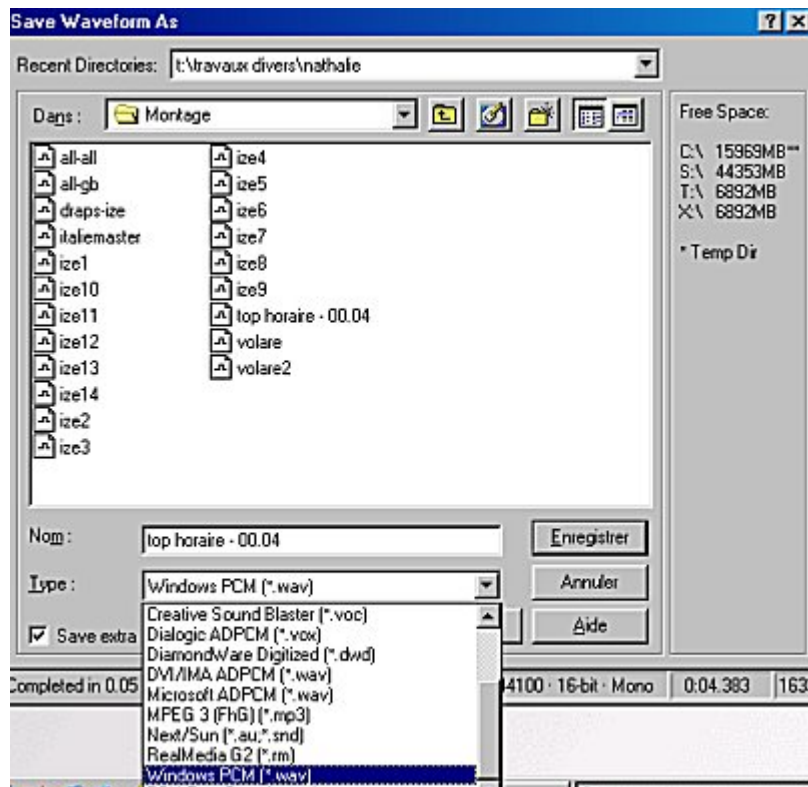 Save Waveform As
Recent Directories: t:\travaux divers\nathalie
Dans : Montage
all-all
all-gb
draps-ize
italiemaster
ize1
ize10
ize11
ize12
ize13
ize14
ize2
ize3
ize4
ize5
ize6
ize7
ize8
ize9
top horaire - 00.04
volare
volare2
Free Space:
C:\ 15969MB**
S:\ 44353MB
T:\ 6892MB
X:\ 6892MB
* Temp Dir
Nom : top horaire - 00.04
Enregistrer
Type : Windows PCM (*.wav)
Annuler
Creative Sound Blaster (*.voc)
Dialogic ADPCM (*.vox)
DiamondWare Digitized (*.dwd)
DVI/IMA ADPCM (*.wav)
Microsoft ADPCM (*.wav)
MPEG 3 (FhG) (*.mp3)
Next/Sun (*.au;*.snd)
RealMedia G2 (*.rm)
Windows PCM (*.wav)
Save extra
Aide
Completed in 0.05
44100 · 16-bit · Mono
0:04.383
163